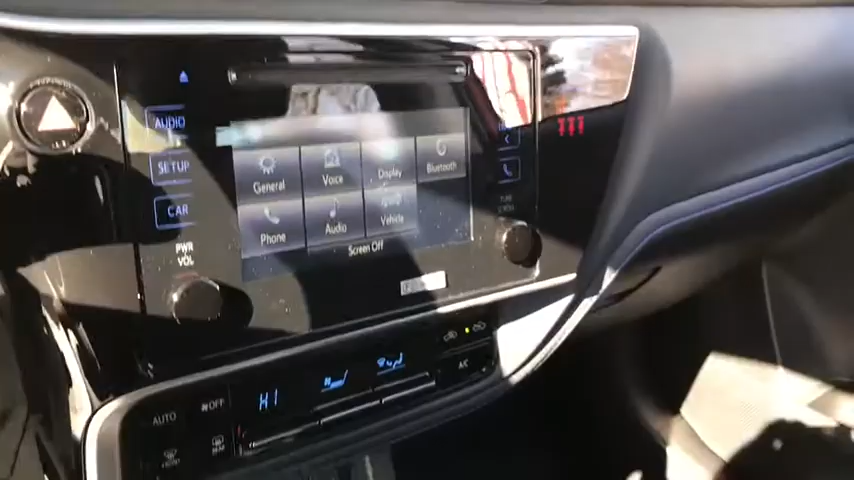 AUDIO
SETUP
CAR
PWR
VOL
General
Voice
Display
Bluetooth
Phone
Audio
Vehicle
Screen Off
AUTO
OFF
HI
A/C